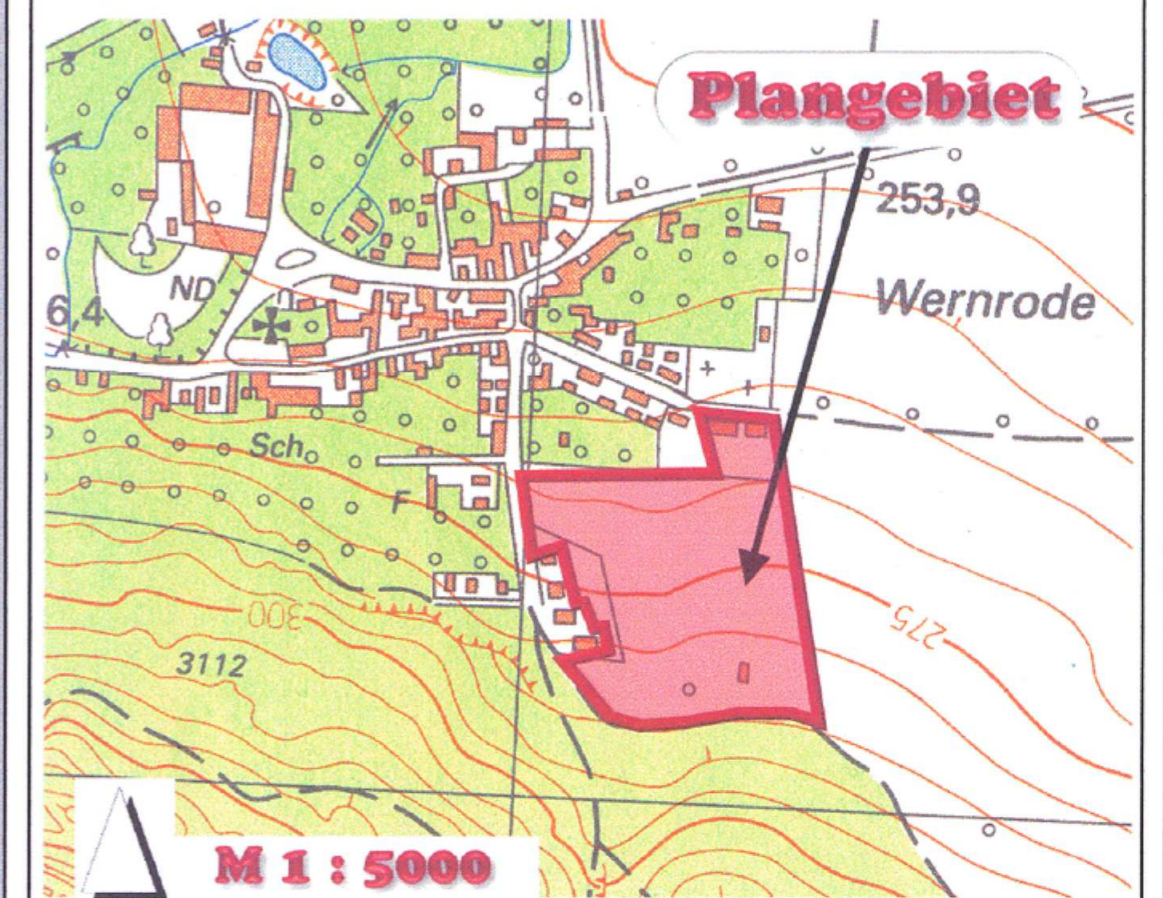 Plangebiet
253,9
ND
Wernrode
6,4
Sch.
F
275
300
3112
M 1 : 5000